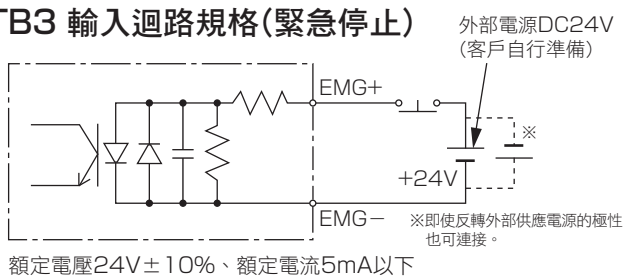 TB3 輸入迴路規格(緊急停止)
外部電源DC24V
(客戶自行準備)
EMG+
※
+24V
EMG−
※即使反轉外部供應電源的極性
也可連接。
額定電壓24V±10%、額定電流5mA以下